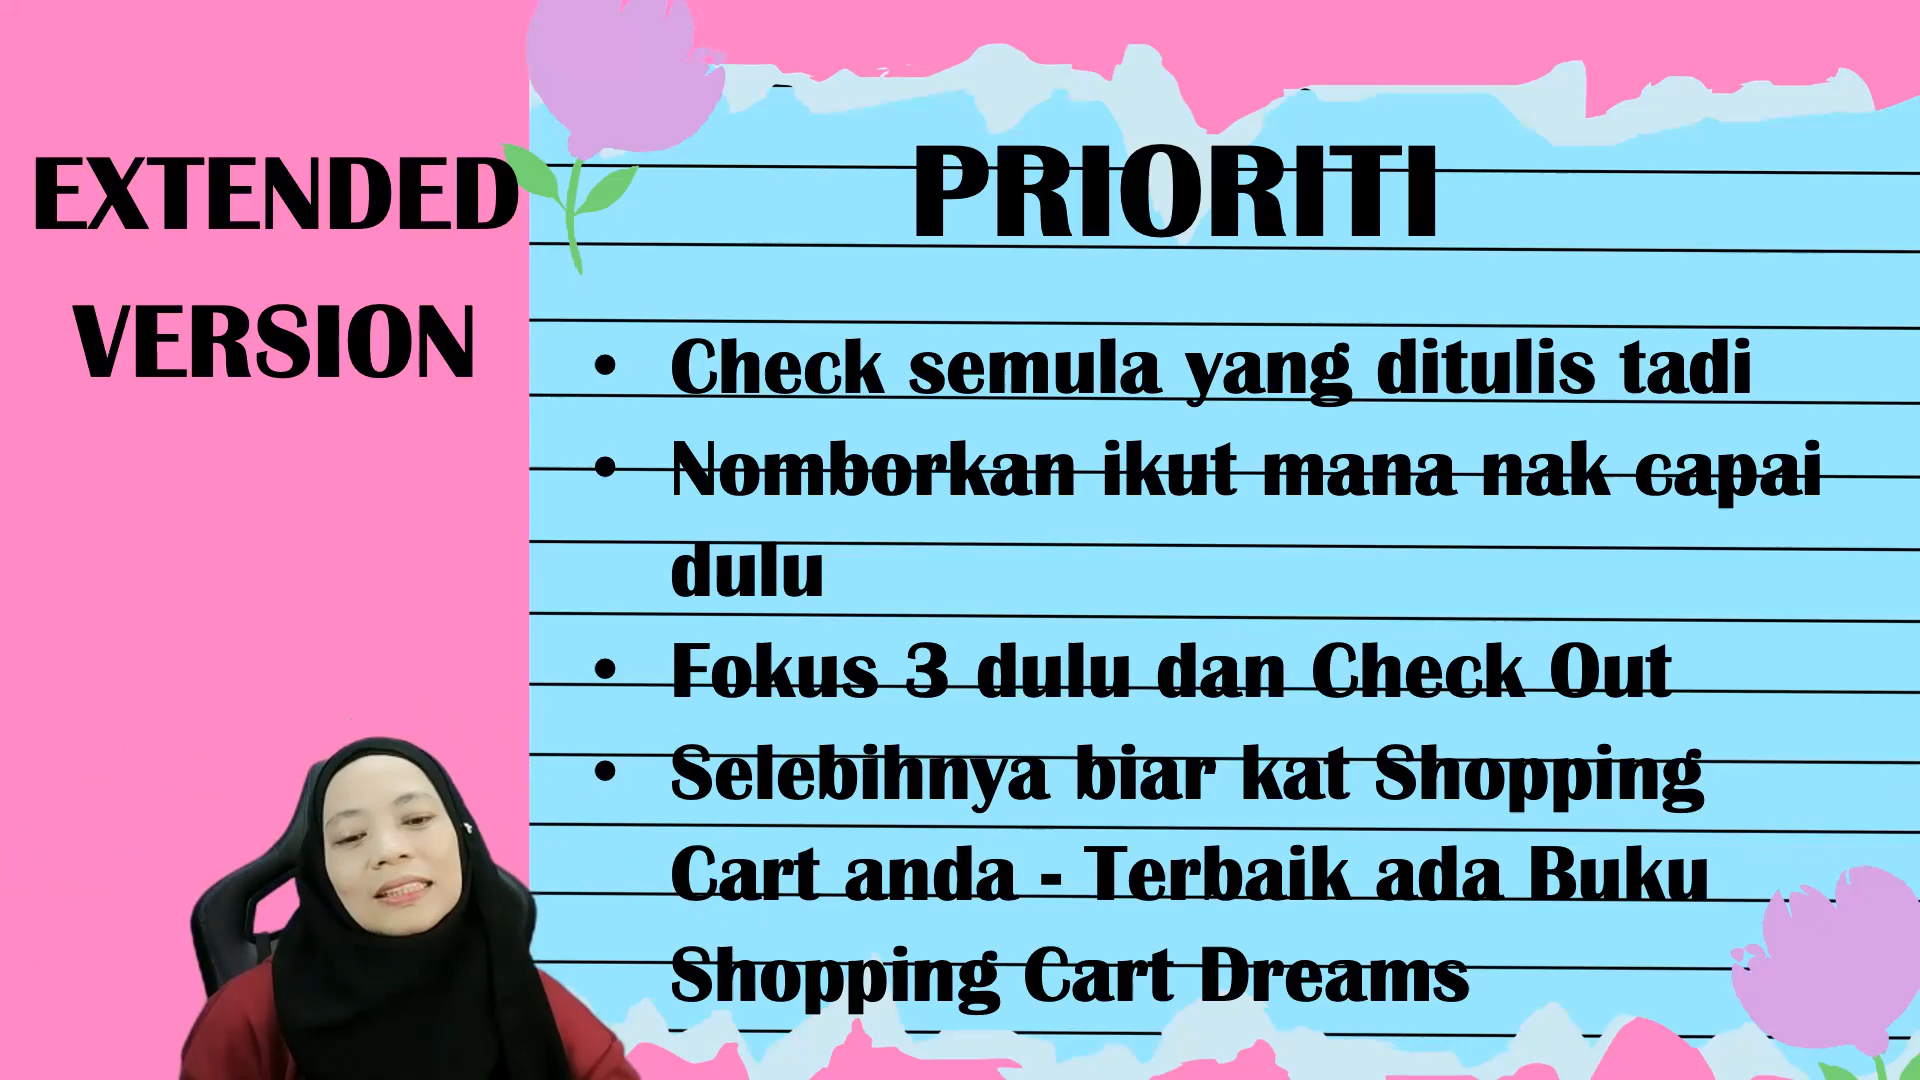 EXTENDED
VERSION
PRIORITI
• Check semula yang ditulis tadi
• Nomborkan ikut mana nak capai
dulu
• Fokus 3 dulu dan Check Out
• Selebihnya biar kat Shopping
Cart anda - Terbaik ada Buku
Shopping Cart Dreams